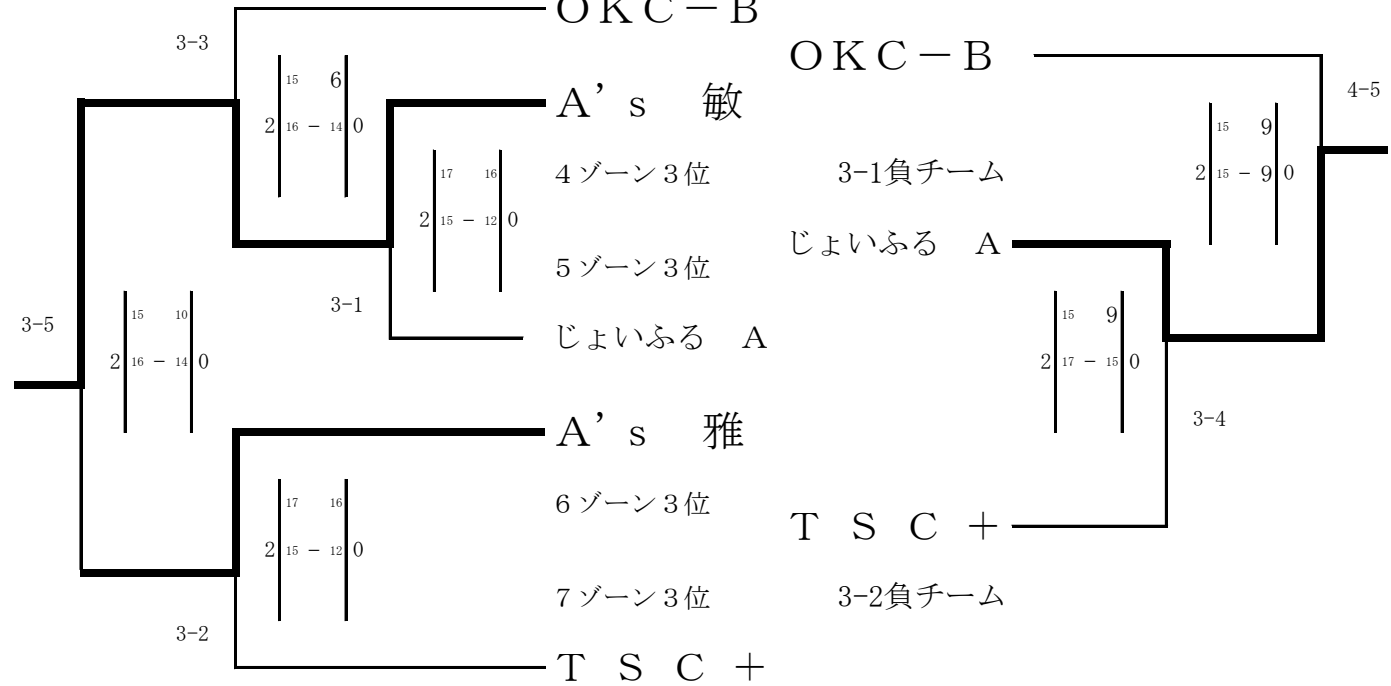 ＯＫＣ－Ｂ
3-3
15 6
2 16 － 14 0
Ａ’ｓ　敏
４ゾーン３位
17 16
2 15 － 12 0
５ゾーン３位
3-1
じょいふる　Ａ
3-5
15 10
2 16 － 14 0
Ａ’ｓ　雅
６ゾーン３位
17 16
2 15 － 12 0
７ゾーン３位
3-2
Ｔ　Ｓ　Ｃ　＋
ＯＫＣ－Ｂ
4-5
15 9
2 15 － 9 0
3-1負チーム
じょいふる　Ａ
15 9
2 17 － 15 0
3-4
Ｔ　Ｓ　Ｃ　＋
3-2負チーム